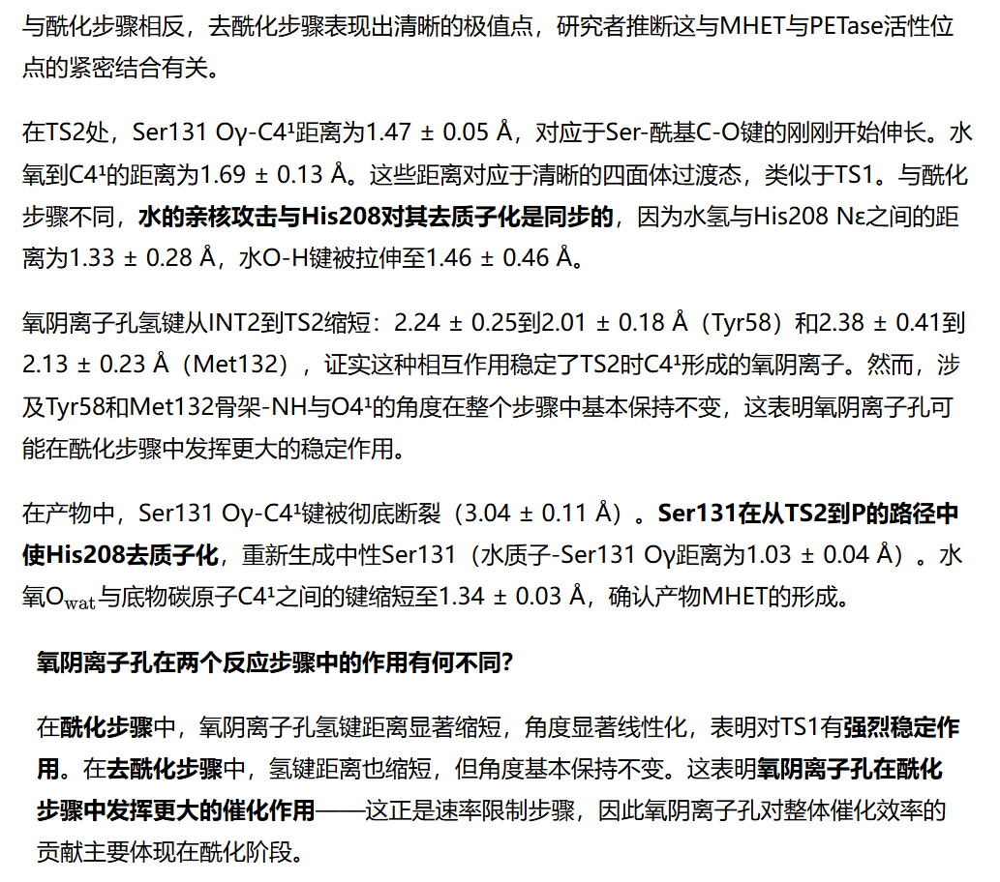 与酰化步骤相反，去酰化步骤表现出清晰的极值点，研究者推断这与MHET与PETase活性位
点的紧密结合有关。
在TS2处，Ser131 Oγ-C4¹距离为1.47 ± 0.05 Å，对应于Ser-酰基C-O键的刚刚开始伸长。水
氧到C4¹的距离为1.69 ± 0.13 Å。这些距离对应于清晰的四面体过渡态，类似于TS1。与酰化
步骤不同，水的亲核攻击与His208对其去质子化是同步的，因为水氢与His208 Nε之间的距
离为1.33 ± 0.28 Å，水O-H键被拉伸至1.46 ± 0.46 Å。
氧阴离子孔氢键从INT2到TS2缩短：2.24 ± 0.25到2.01 ± 0.18 Å（Tyr58）和2.38 ± 0.41到
2.13 ± 0.23 Å（Met132），证实这种相互作用稳定了TS2时C4¹形成的氧阴离子。然而，涉
及Tyr58和Met132骨架-NH与O4¹的角度在整个步骤中基本保持不变，这表明氧阴离子孔可
能在酰化步骤中发挥更大的稳定作用。
在产物中，Ser131 Oγ-C4¹键被彻底断裂（3.04 ± 0.11 Å）。Ser131在从TS2到P的路径中
使His208去质子化，重新生成中性Ser131（水质子-Ser131 Oγ距离为1.03 ± 0.04 Å）。水
氧O_wat与底物碳原子C4¹之间的键缩短至1.34 ± 0.03 Å，确认产物MHET的形成。
氧阴离子孔在两个反应步骤中的作用有何不同？
在酰化步骤中，氧阴离子孔氢键距离显著缩短，角度显著线性化，表明对TS1有强烈稳定作
用。在去酰化步骤中，氢键距离也缩短，但角度基本保持不变。这表明氧阴离子孔在酰化
步骤中发挥更大的催化作用——这正是速率限制步骤，因此氧阴离子孔对整体催化效率的
贡献主要体现在酰化阶段。